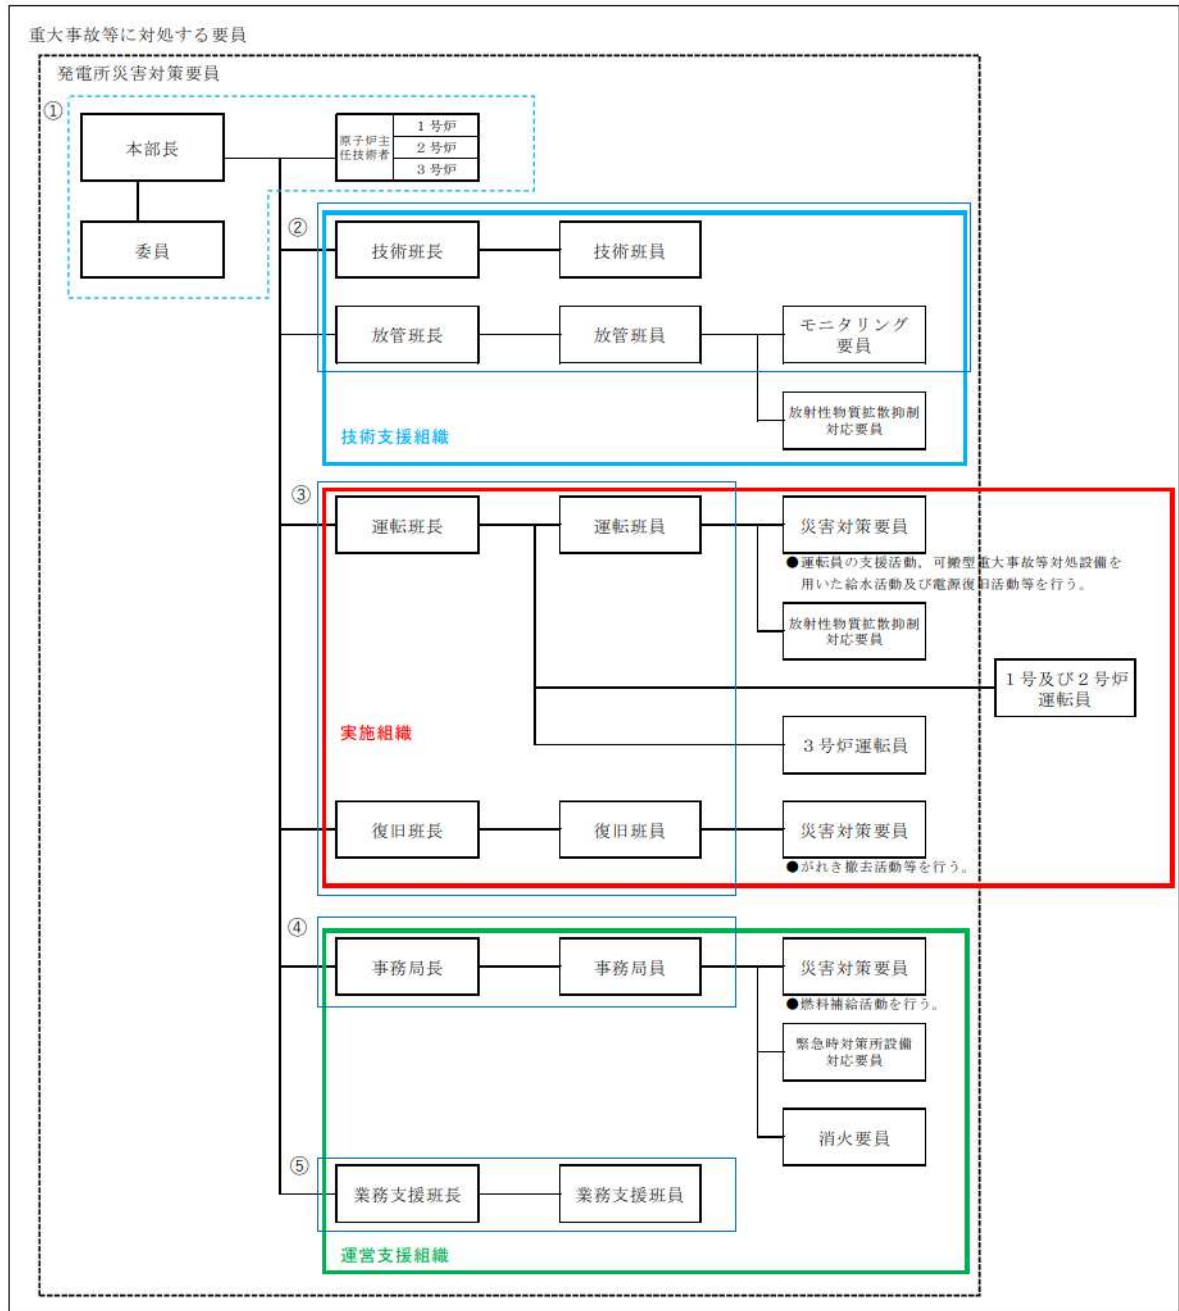 重大事故等に対処する要員
発電所災害対策要員
①
本部長
原子炉主
任技術者
1号炉
2号炉
3号炉
委員
②
技術班長
技術班員
放管班長
放管班員
モニタリング
要員
放射性物質拡散抑制
対応要員
技術支援組織
③
運転班長
運転班員
災害対策要員
●運転員の支援活動,可搬型重大事故等対処設備を
用いた給水活動及び電源復旧活動等を行う。
放射性物質拡散抑制
対応要員
1号及び2号炉
運転員
実施組織
3号炉運転員
復旧班長
復旧班員
災害対策要員
●がれき撤去活動等を行う。
④
事務局長
事務局員
災害対策要員
●燃料補給活動を行う。
緊急時対策所設備
対応要員
消火要員
⑤
業務支援班長
業務支援班員
運営支援組織